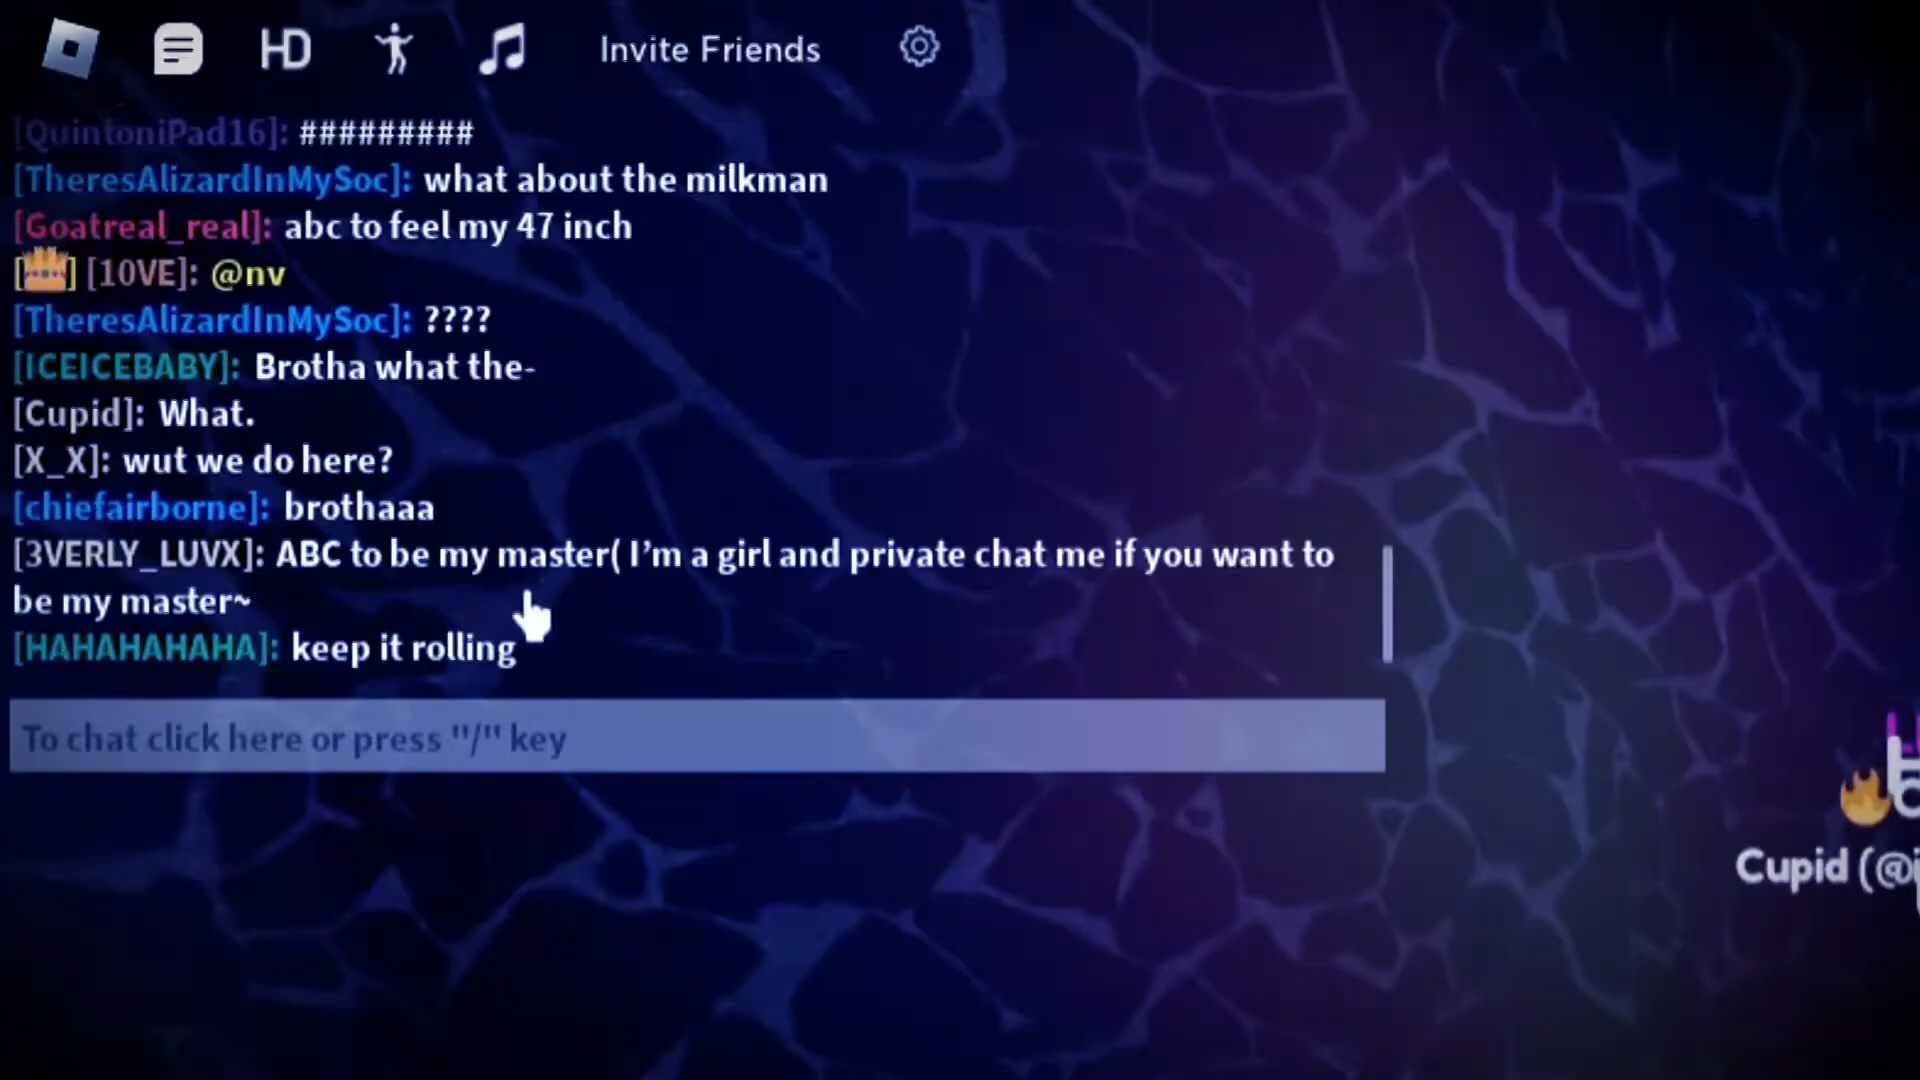 HD
Invite Friends
[QuintoniPad16]: #########
[TheresAlizardInMySoc]: what about the milkman
[Goatreal_real]: abc to feel my 47 inch
[] [10VE]: @nv
[TheresAlizardInMySoc]: ????
[ICEICEBABY]: Brotha what the-
[Cupid]: What.
[X_X]: wut we do here?
[chiefairborne]: brothaaa
[3VERLY_LUVX]: ABC to be my master( I’m a girl and private chat me if you want to
be my master~
[HAHAHAHAHA]: keep it rolling
To chat click here or press "/" key
Cupid (@